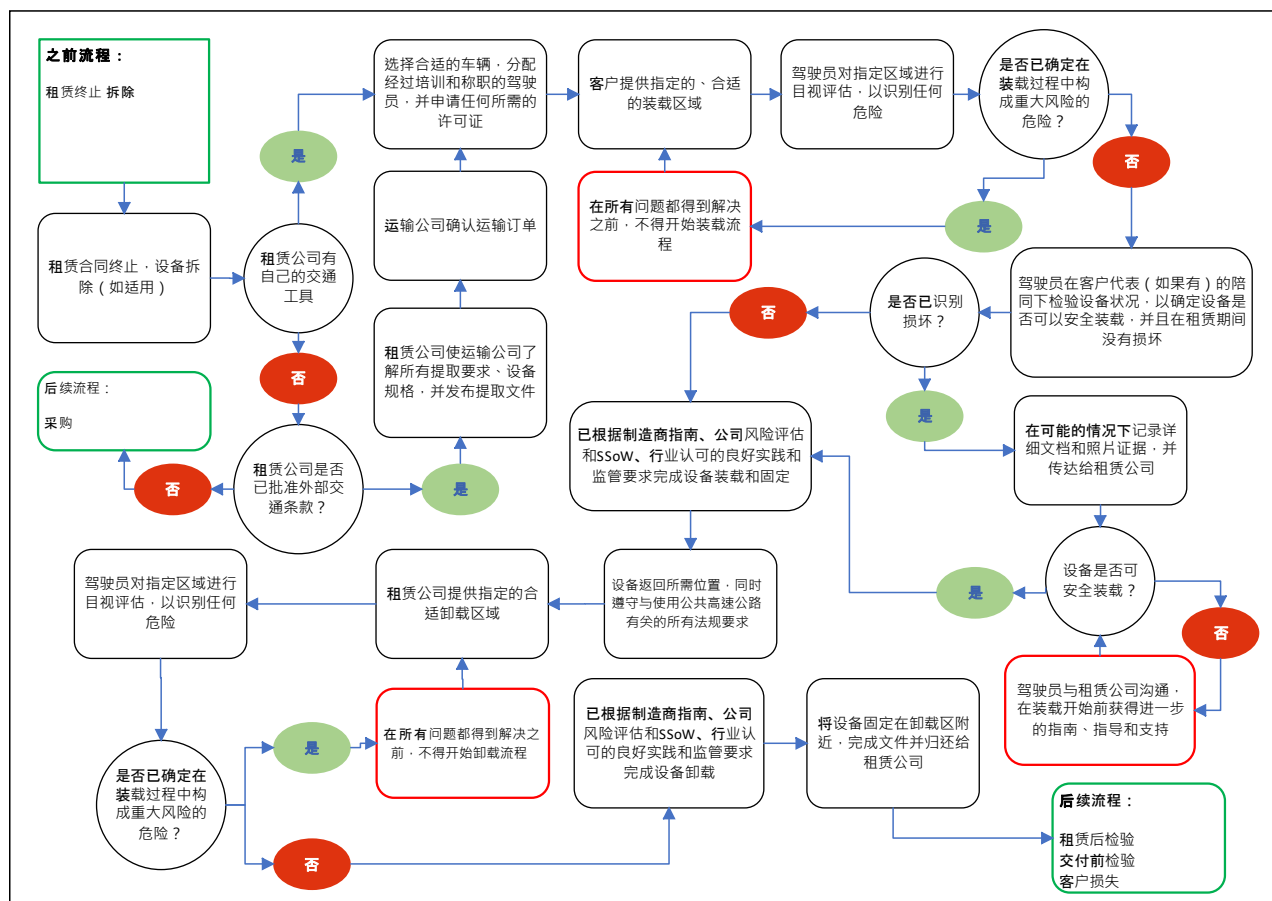 之前流程：
租赁终止 拆除
租赁合同终止，设备拆
除（如适用）
租赁公司有
自己的交通
工具
是
否
后续流程：
采购
否
租赁公司是否
已批准外部交
通条款？
是
选择合适的车辆，分配
经过培训和称职的驾驶
员，并申请任何所需的
许可证
运输公司确认运输订单
租赁公司使运输公司了
解所有提取要求、设备
规格，并发布提取文件
客户提供指定的、合适
的装载区域
驾驶员对指定区域进行
目视评估，以识别任何
危险
是否已确定在
装载过程中构
成重大风险的
危险？
否
是
在所有问题都得到解决
之前，不得开始装载流
程
驾驶员在客户代表（如果有）的陪
同下检验设备状况，以确定设备是
否可以安全装载，并且在租赁期间
没有损坏
是否已识别
损坏？
否
是
在可能的情况下记录详
细文档和照片证据，并
传达给租赁公司
已根据制造商指南、公司风险评估
和SSoW、行业认可的良好实践和
监管要求完成设备装载和固定
设备是否可
安全装载？
是
否
驾驶员与租赁公司沟通，
在装载开始前获得进一步
的指南、指导和支持
设备返回所需位置，同时
遵守与使用公共高速公路
有关的所有法规要求
租赁公司提供指定的合
适卸载区域
驾驶员对指定区域进行
目视评估，以识别任何
危险
是否已确定在
装载过程中构
成重大风险的
危险？
是
否
在所有问题都得到解决之
前，不得开始卸载流程
已根据制造商指南、公司
风险评估和SSoW、行业认
可的良好实践和监管要求
完成设备卸载
将设备固定在卸载区附
近，完成文件并归还给
租赁公司
后续流程：
租赁后检验
交付前检验
客户损失